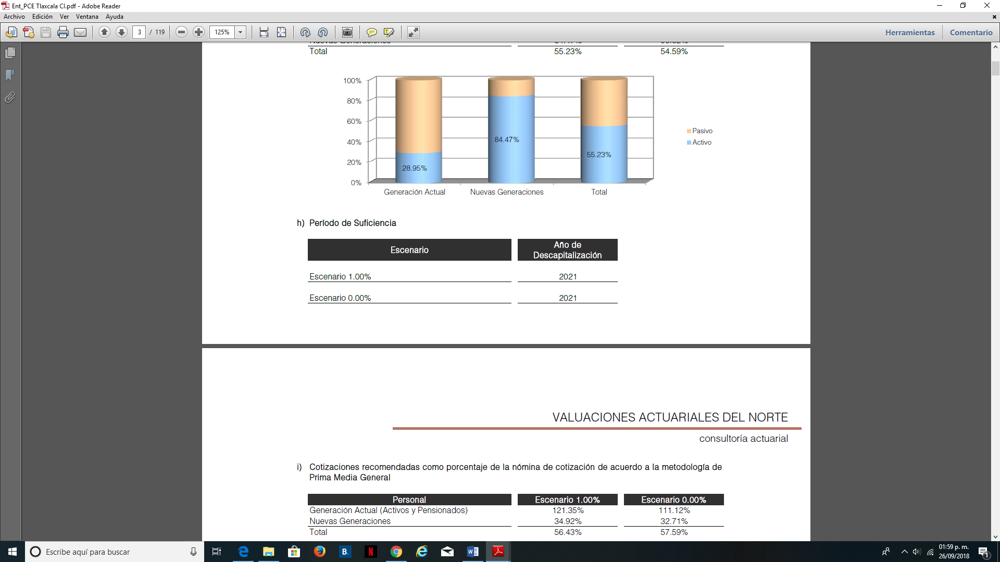 Ent_PCE Tlaxcala CI.pdf - Adobe Reader
Archivo Edición Ver Ventana Ayuda
3 / 119 125% Herramientas Comentario
Total 55.23% 54.59%
100%
80%
60%
40%
20%
0%
28.95%
84.47%
55.23%
Generación Actual Nuevas Generaciones Total
Pasivo
Activo
h) Período de Suficiencia
Escenario Año de
Descapitalización
Escenario 1.00% 2021
Escenario 0.00% 2021
VALUACIONES ACTUARIALES DEL NORTE
consultoría actuarial
i) Cotizaciones recomendadas como porcentaje de la nómina de cotización de acuerdo a la metodología de
Prima Media General
Personal Escenario 1.00% Escenario 0.00%
Generación Actual (Activos y Pensionados) 121.35% 111.12%
Nuevas Generaciones 34.92% 32.71%
Total 56.43% 57.59%
Escribe aquí para buscar
01:59 p. m.
26/09/2018